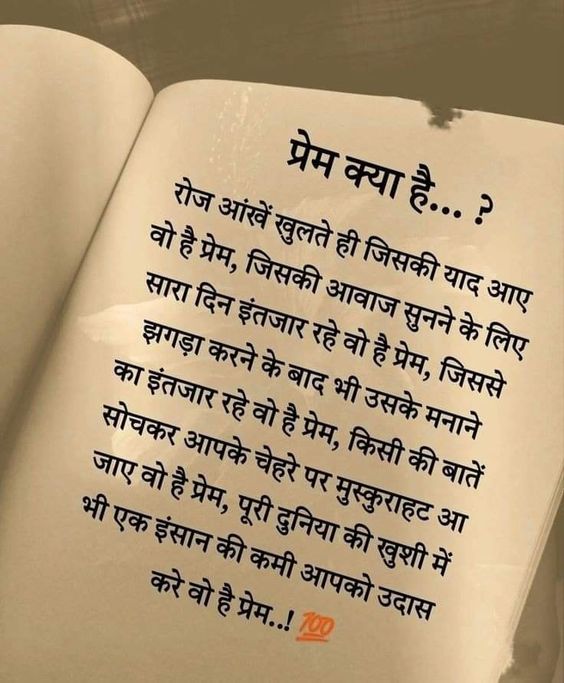 प्रेम क्या है... ?
रोज आंखें खुलते ही जिसकी याद आए
वो है प्रेम, जिसकी आवाज सुनने के लिए
सारा दिन इंतजार रहे वो है प्रेम, जिससे
झगड़ा करने के बाद भी उसके मनाने
का इंतजार रहे वो है प्रेम, किसी की बातें
सोचकर आपके चेहरे पर मुस्कुराहट आ
जाए वो है प्रेम, पूरी दुनिया की खुशी में
भी एक इंसान की कमी आपको उदास
करे वो है प्रेम..! 💯